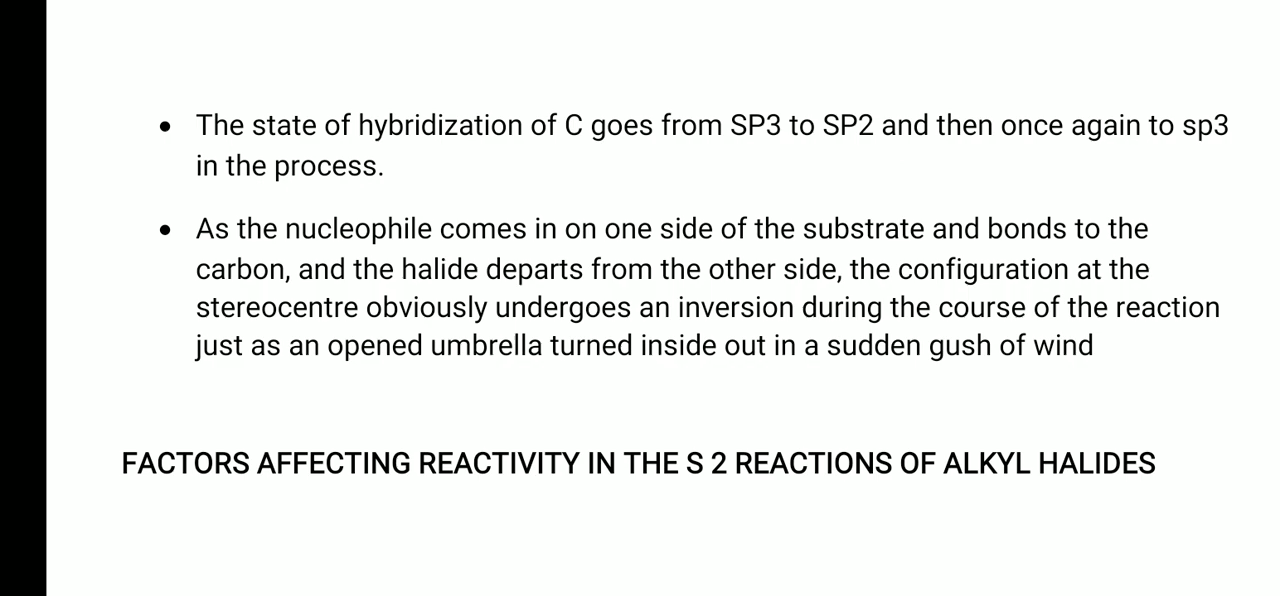 • The state of hybridization of C goes from SP3 to SP2 and then once again to sp3
in the process.
• As the nucleophile comes in on one side of the substrate and bonds to the
carbon, and the halide departs from the other side, the configuration at the
stereocentre obviously undergoes an inversion during the course of the reaction
just as an opened umbrella turned inside out in a sudden gush of wind
FACTORS AFFECTING REACTIVITY IN THE S 2 REACTIONS OF ALKYL HALIDES